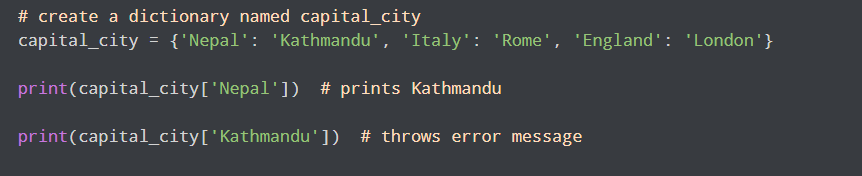 # create a dictionary named capital_city
capital_city = {'Nepal': 'Kathmandu', 'Italy': 'Rome', 'England': 'London'}
print(capital_city['Nepal'])  # prints Kathmandu
print(capital_city['Kathmandu'])  # throws error message